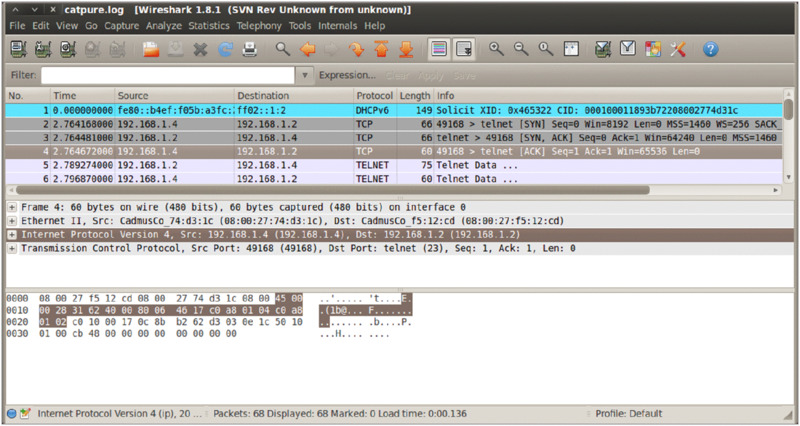 catpure.log [Wireshark 1.8.1 (SVN Rev Unknown from unknown)]
File Edit View Go Capture Analyze Statistics Telephony Tools Internals Help
Filter: Expression... Clear Apply Save
No. Time Source Destination Protocol Length Info
1 0.000000000 fe80::b4ef:f05b:a3fc: ff02::1:2 DHCPv6 149 Solicit XID: 0x465322 CID: 000100011893b72208002774d31c
2 2.764168000 192.168.1.4 192.168.1.2 TCP 66 49168 > telnet [SYN] Seq=0 Win=8192 Len=0 MSS=1460 WS=256 SACK_
3 2.764481000 192.168.1.2 192.168.1.4 TCP 66 telnet > 49168 [SYN, ACK] Seq=0 Ack=1 Win=64240 Len=0 MSS=1460
4 2.764672000 192.168.1.4 192.168.1.2 TCP 60 49168 > telnet [ACK] Seq=1 Ack=1 Win=65536 Len=0
5 2.789274000 192.168.1.2 192.168.1.4 TELNET 75 Telnet Data ...
6 2.796870000 192.168.1.4 192.168.1.2 TELNET 60 Telnet Data ...
Frame 4: 60 bytes on wire (480 bits), 60 bytes captured (480 bits) on interface 0
Ethernet II, Src: CadmusCo_74:d3:1c (08:00:27:74:d3:1c), Dst: CadmusCo_f5:12:cd (08:00:27:f5:12:cd)
Internet Protocol Version 4, Src: 192.168.1.4 (192.168.1.4), Dst: 192.168.1.2 (192.168.1.2)
Transmission Control Protocol, Src Port: 49168 (49168), Dst Port: telnet (23), Seq: 1, Ack: 1, Len: 0
0000 08 00 27 f5 12 cd 08 00 27 74 d3 1c 08 00 45 00 ..'..... 't....E.
0010 00 28 31 62 40 00 80 06 46 17 c0 a8 01 04 c0 a8 .(1b@... F.......
0020 01 02 c0 10 00 17 0c 8b b2 62 d3 03 0e 1c 50 10 ........ .b....P.
0030 01 00 cb 48 00 00 00 00 00 00 00 00 ...H.... ....
Internet Protocol Version 4 (ip), 20 ... Packets: 68 Displayed: 68 Marked: 0 Load time: 0:00.136 Profile: Default